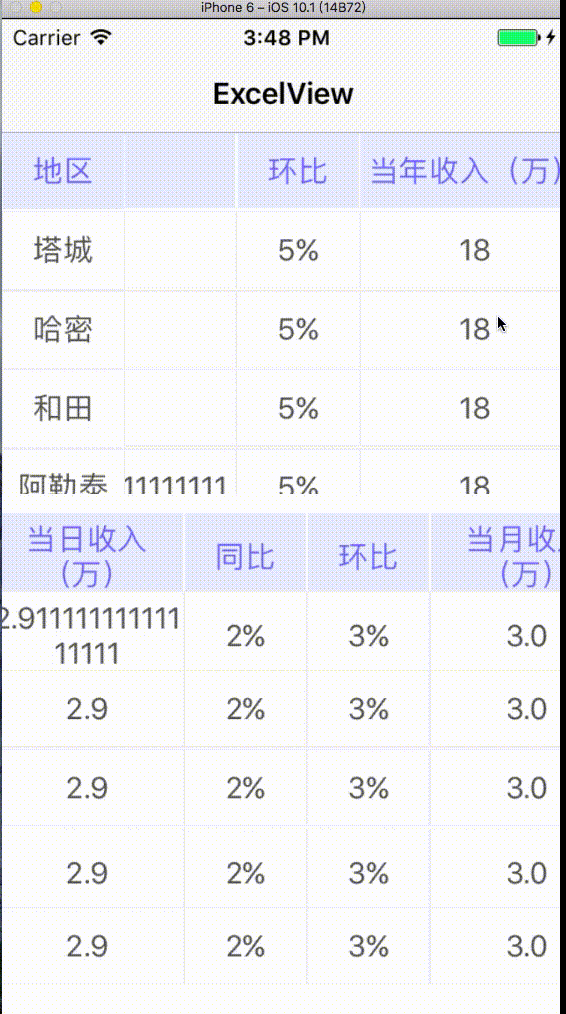 iPhone 6 – iOS 10.1 (14B72)
Carrier 3:48 PM
ExcelView
地区 环比 当年收入（万）
塔城 5% 18
哈密 5% 18
和田 5% 18
阿勒泰 11111111 5% 18
当日收入 同比 环比 当月收
（万） （万）
2.911111111111 2% 3% 3.0
11111
2.9 2% 3% 3.0
2.9 2% 3% 3.0
2.9 2% 3% 3.0
2.9 2% 3% 3.0